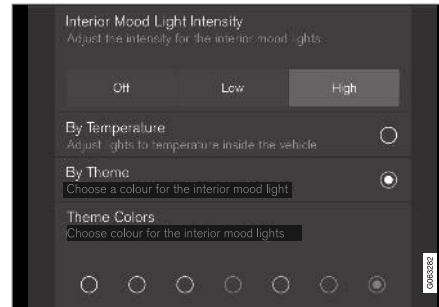 Interior Mood Light Intensity
Adjust the intensity for the interior mood lights
Off Low High
By Temperature
Adjust lights to temperature inside the vehicle
By Theme
Choose a colour for the interior mood light
Theme Colors
Choose colour for the interior mood lights
G063282